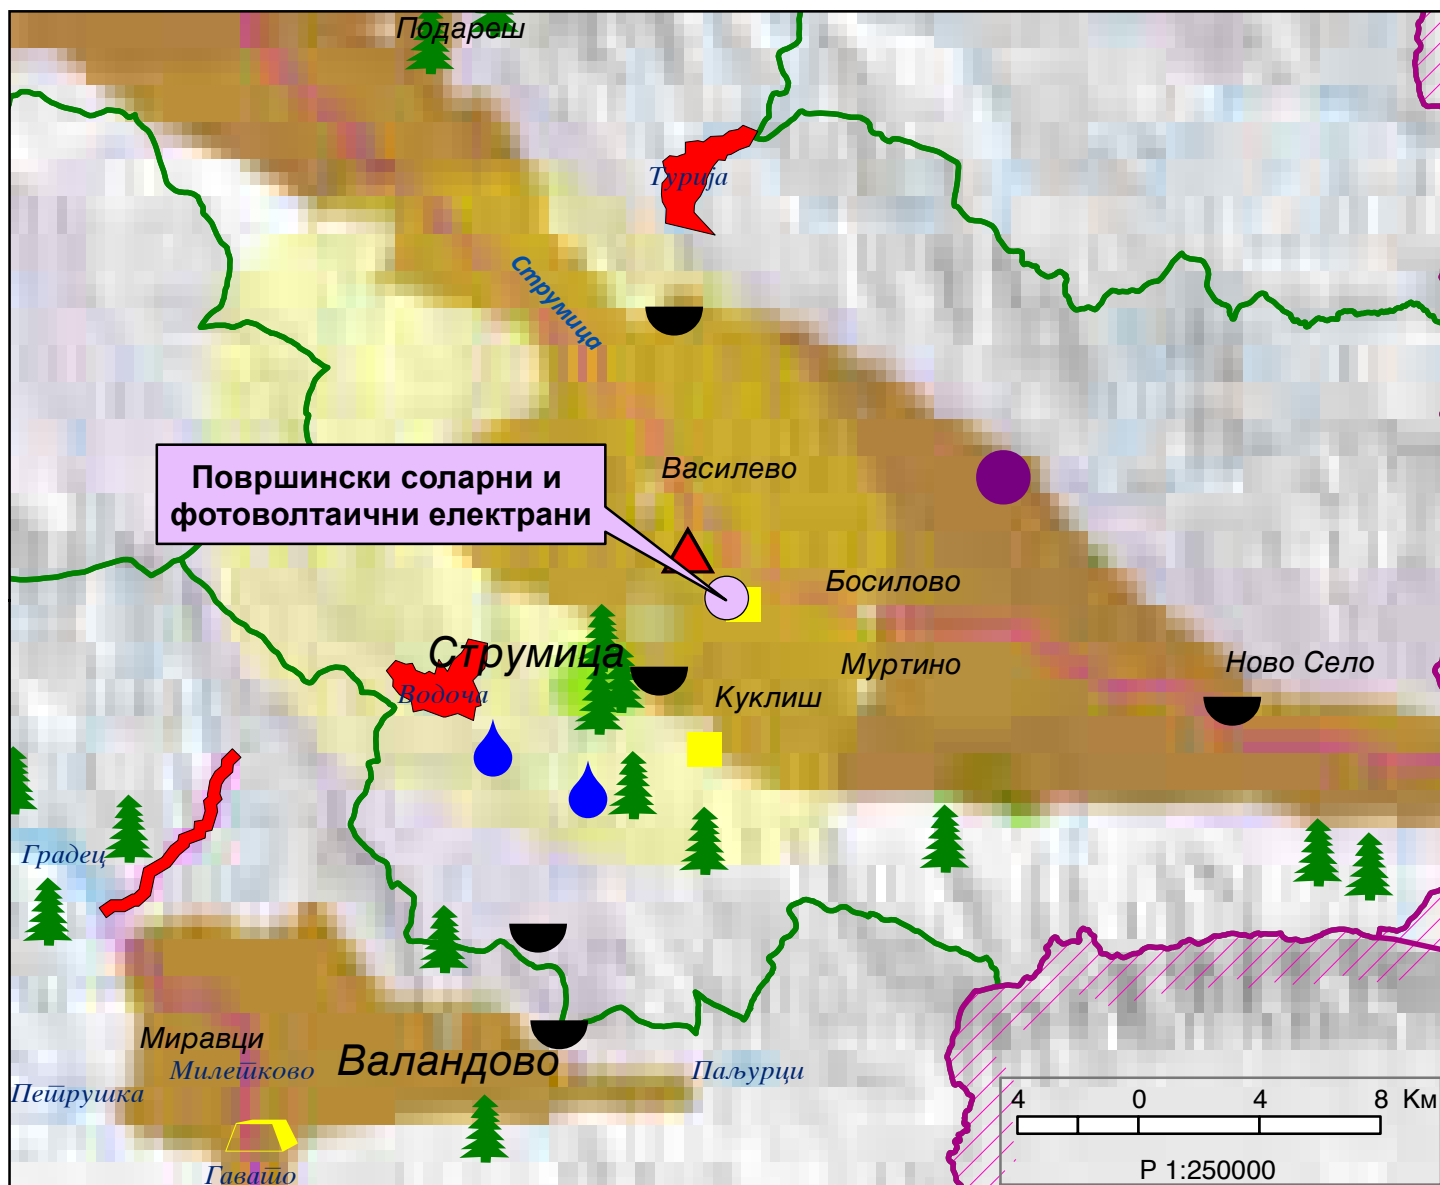 Подареш
Турија
Струмица
Површински соларни и
фотоволтаични електрани
Василево
Босилово
Струмица
Водоча
Муртино
Ново Село
Куклиш
Градец
Миравци
Милетково
Валандово
Паљурци
Петрушка
Гавато
4 0 4 8 Км
Р 1:250000